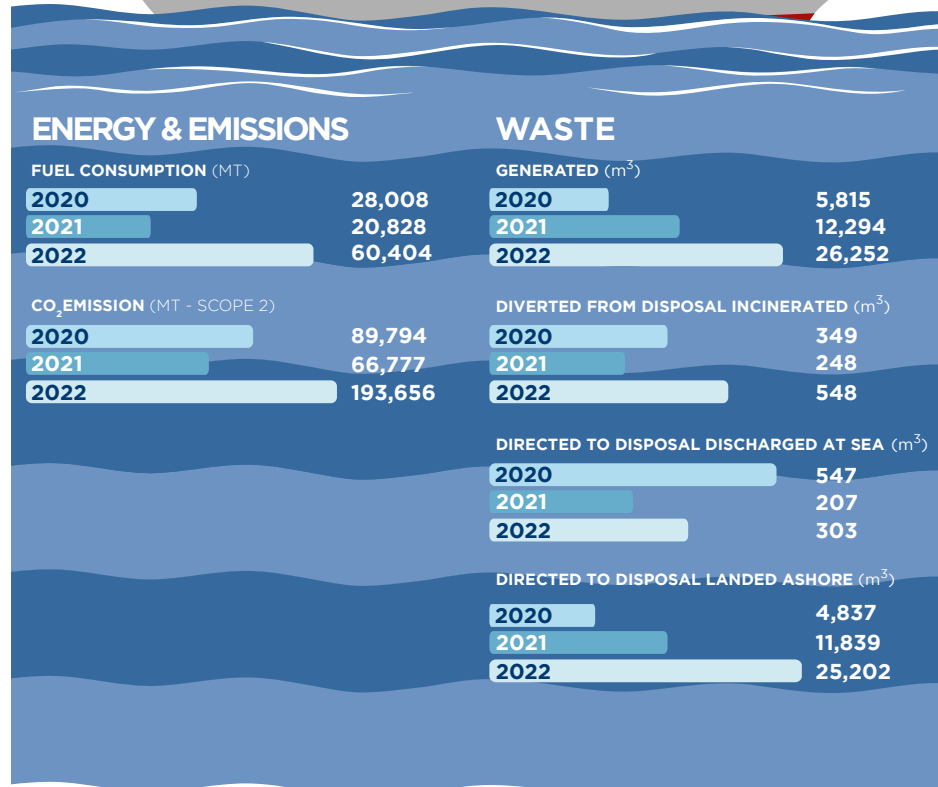 ENERGY & EMISSIONS
FUEL CONSUMPTION (MT)
2020 28,008
2021 20,828
2022 60,404
CO₂EMISSION (MT - SCOPE 2)
2020 89,794
2021 66,777
2022 193,656
WASTE
GENERATED (m³)
2020 5,815
2021 12,294
2022 26,252
DIVERTED FROM DISPOSAL INCINERATED (m³)
2020 349
2021 248
2022 548
DIRECTED TO DISPOSAL DISCHARGED AT SEA (m³)
2020 547
2021 207
2022 303
DIRECTED TO DISPOSAL LANDED ASHORE (m³)
2020 4,837
2021 11,839
2022 25,202